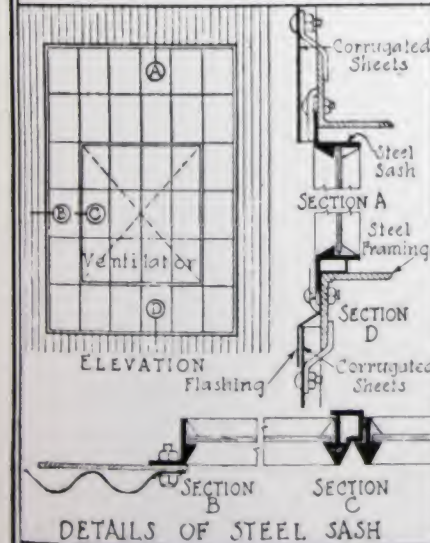 A
Corrugated
Sheets
Steel
Sash
SECTION A
B
C
Steel
Framing
Ventilator
D
SECTION
D
ELEVATION
Flashing
Corrugated
Sheets
SECTION
B
SECTION
C
DETAILS OF STEEL SASH